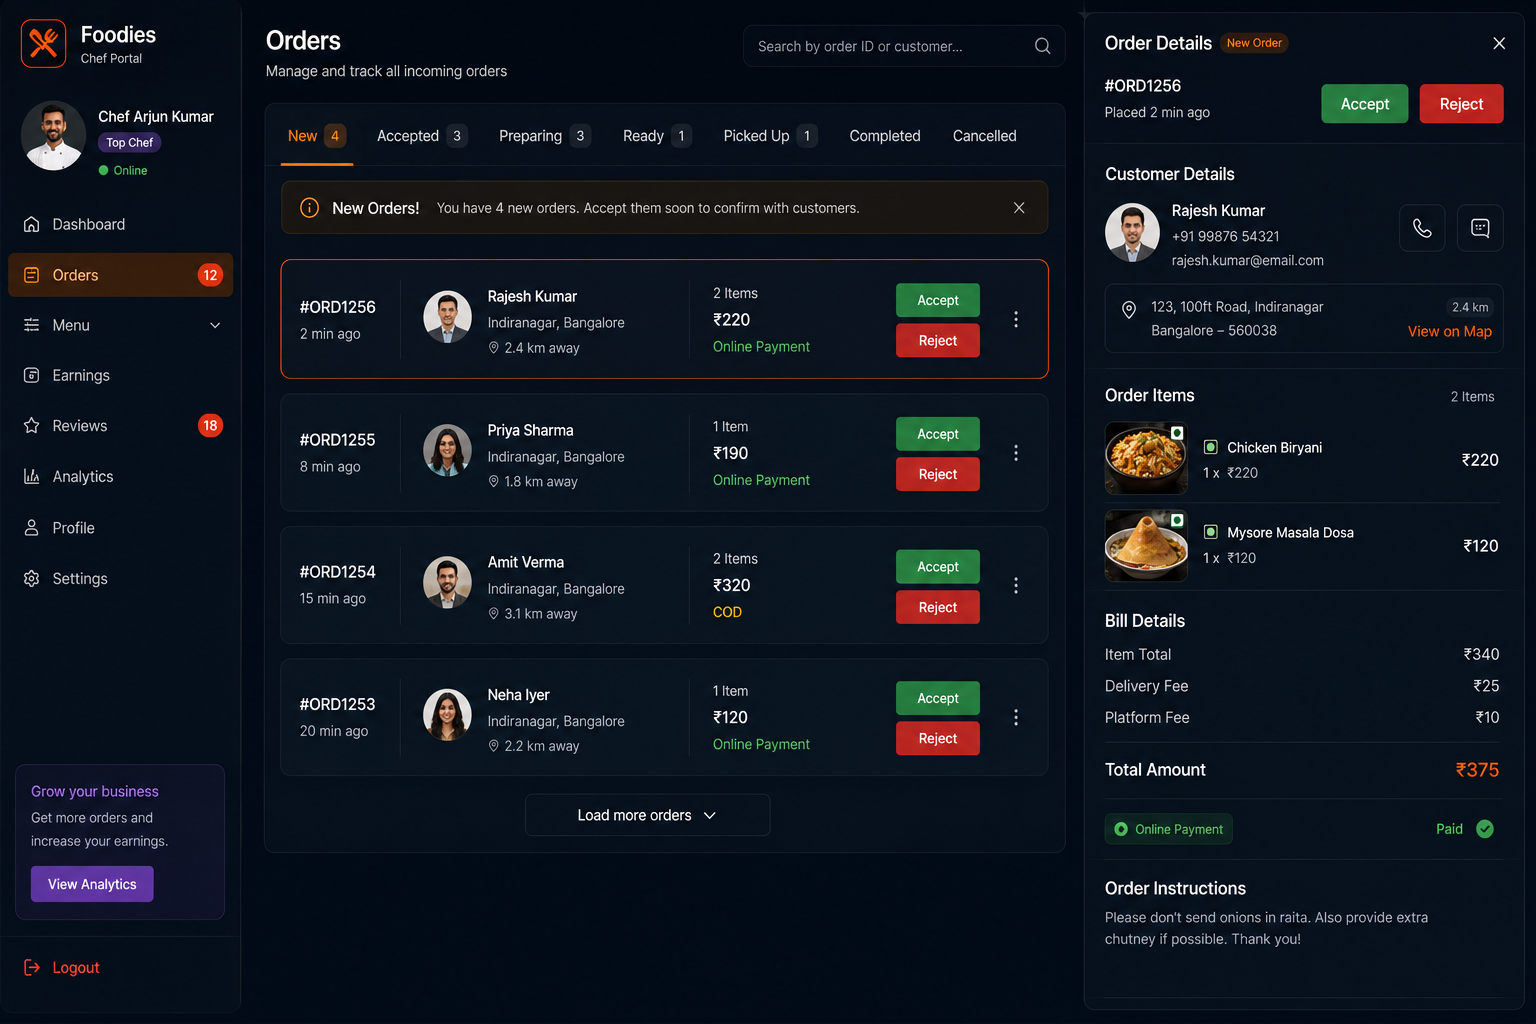 Foodies
Chef Portal
Chef Arjun Kumar
Top Chef
Online
Dashboard
Orders 12
Menu
Earnings
Reviews 18
Analytics
Profile
Settings
Grow your business
Get more orders and
increase your earnings.
View Analytics
Logout
Orders
Manage and track all incoming orders
Search by order ID or customer...
New 4 Accepted 3 Preparing 3 Ready 1 Picked Up 1 Completed Cancelled
New Orders! You have 4 new orders. Accept them soon to confirm with customers.
#ORD1256
2 min ago
Rajesh Kumar
Indiranagar, Bangalore
2.4 km away
2 Items
₹220
Online Payment
Accept
Reject
#ORD1255
8 min ago
Priya Sharma
Indiranagar, Bangalore
1.8 km away
1 Item
₹190
Online Payment
Accept
Reject
#ORD1254
15 min ago
Amit Verma
Indiranagar, Bangalore
3.1 km away
2 Items
₹320
COD
Accept
Reject
#ORD1253
20 min ago
Neha Iyer
Indiranagar, Bangalore
2.2 km away
1 Item
₹120
Online Payment
Accept
Reject
Load more orders
Order Details New Order
#ORD1256
Placed 2 min ago
Accept Reject
Customer Details
Rajesh Kumar
+91 99876 54321
rajesh.kumar@email.com
123, 100ft Road, Indiranagar
Bangalore – 560038
2.4 km
View on Map
Order Items 2 Items
Chicken Biryani
1 x ₹220
₹220
Mysore Masala Dosa
1 x ₹120
₹120
Bill Details
Item Total ₹340
Delivery Fee ₹25
Platform Fee ₹10
Total Amount ₹375
Online Payment Paid
Order Instructions
Please don't send onions in raita. Also provide extra
chutney if possible. Thank you!